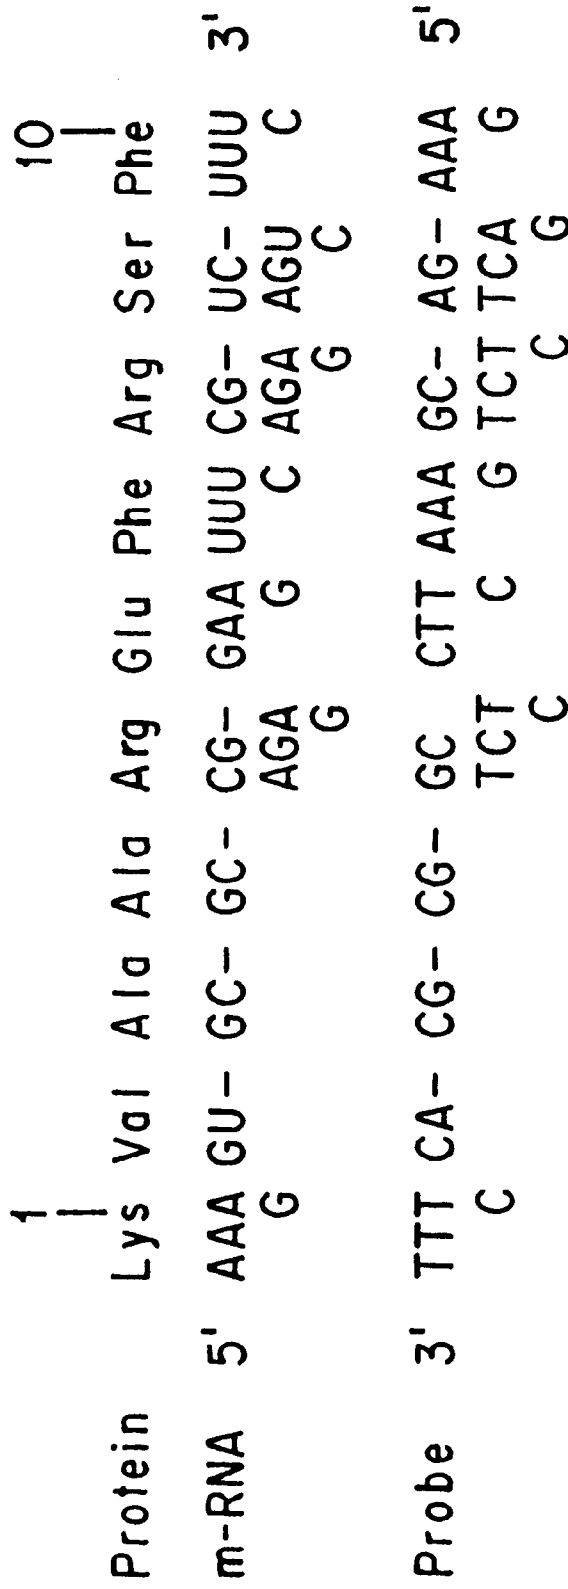 1 10
Protein Lys Val Ala Ala Arg Glu Phe Arg Ser Phe
m-RNA 5' AAA GU- GC- GC- CG- GAA UUU CG- UC- UUU 3'
G AGA G C AGA AGU C
G G C
Probe 3' TTT CA- CG- CG- GC CTT AAA GC- AG- AAA 5'
C TCT C G TCT TCA G
C C G